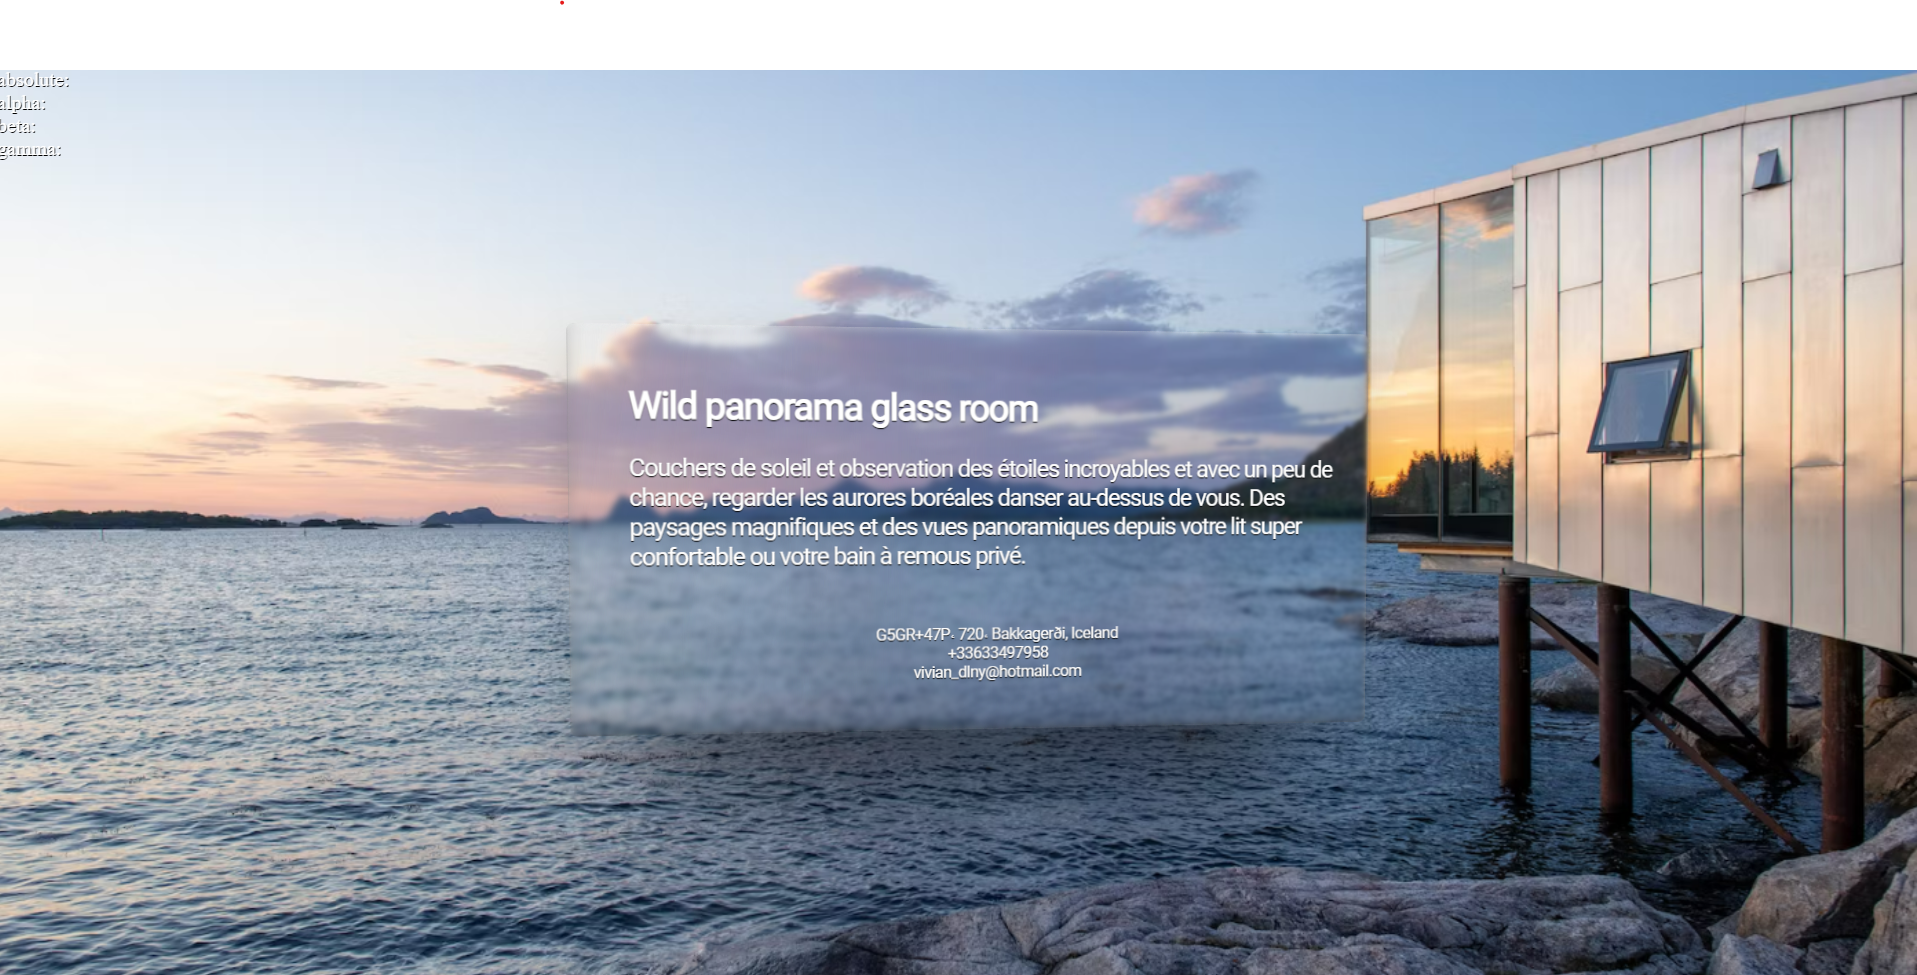 absolute:
alpha:
beta:
gamma:
Wild panorama glass room
Couchers de soleil et observation des étoiles incroyables et avec un peu de
chance, regarder les aurores boréales danser au-dessus de vous. Des
paysages magnifiques et des vues panoramiques depuis votre lit super
confortable ou votre bain à remous privé.
G5GR+47P، 720، Bakkagerði, Iceland
+33633497958
vivian_dlny@hotmail.com